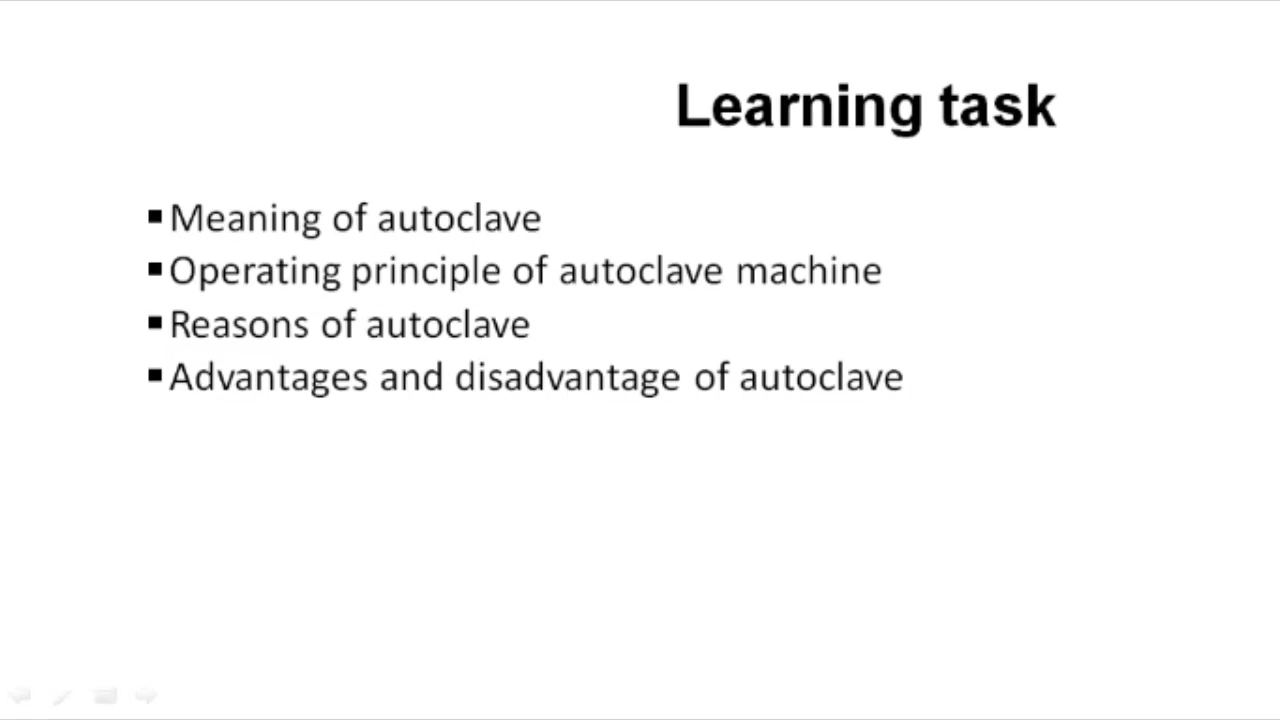 Learning task
▪Meaning of autoclave
▪Operating principle of autoclave machine
▪Reasons of autoclave
▪Advantages and disadvantage of autoclave